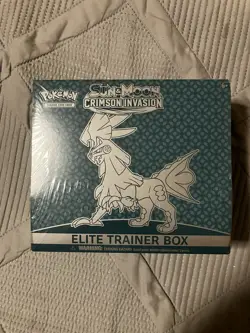 POKÉMON
TRADING CARD GAME
SUN & MOON
CRIMSON INVASION
ELITE TRAINER BOX
WARNING: